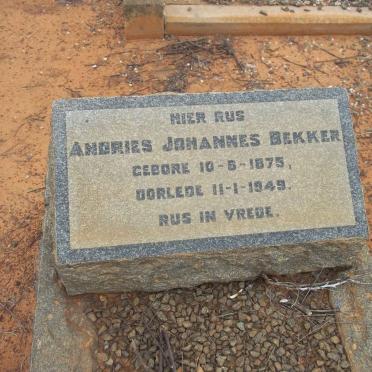 HIER RUS
ANDRIES JOHANNES BEKKER
GEBORE 10-6-1875,
OORLEDE 11-1-1949.
RUS IN VREDE.